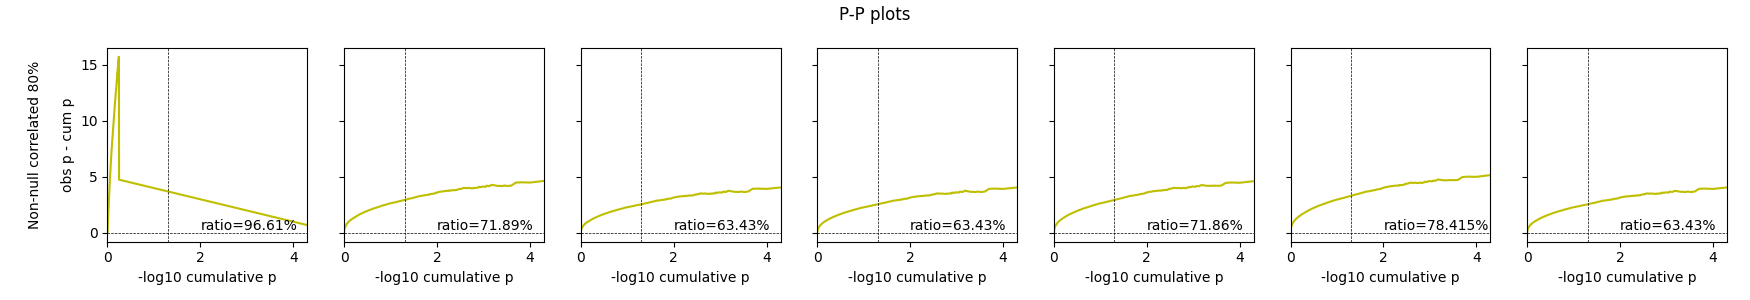 P-P plots
Non-null correlated 80%
obs p - cum p
15
10
5
0
ratio=96.61%
ratio=71.89%
ratio=63.43%
ratio=63.43%
ratio=71.86%
ratio=78.415%
ratio=63.43%
0 2 4
0 2 4
0 2 4
0 2 4
0 2 4
0 2 4
0 2 4
-log10 cumulative p
-log10 cumulative p
-log10 cumulative p
-log10 cumulative p
-log10 cumulative p
-log10 cumulative p
-log10 cumulative p